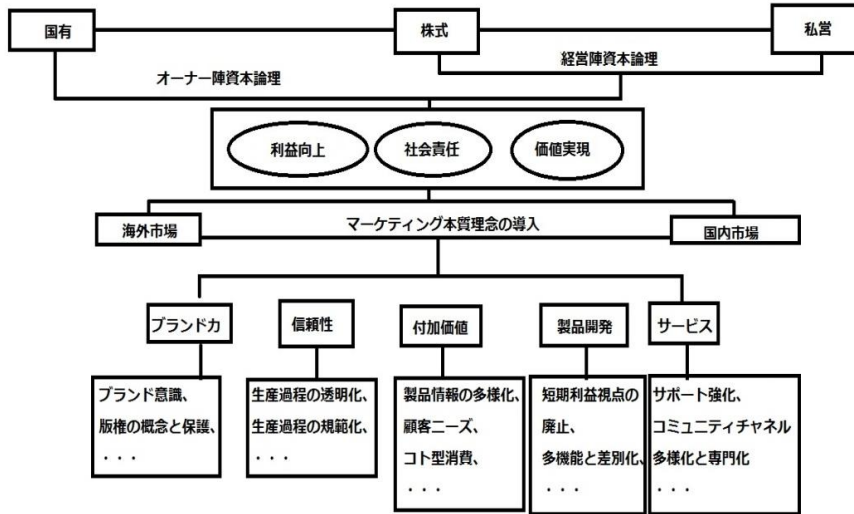 国有
株式
私営
オーナー陣資本論理
経営陣資本論理
利益向上
社会責任
価値実現
海外市場
マーケティング本質理念の導入
国内市場
ブランド力
信頼性
付加価値
製品開発
サービス
ブランド意識、
版権の概念と保護、
・・・
生産過程の透明化、
生産過程の規範化、
・・・
製品情報の多様化、
顧客ニーズ、
コト型消費、
・・・
短期利益視点の
廃止、
多機能と差別化、
・・・
サポート強化、
コミュニティチャネル
多様化と専門化
・・・